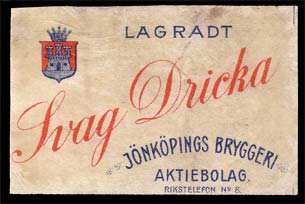 LAGRADT
Svag Dricka
JÖNKÖPINGS BRYGGERI
AKTIEBOLAG.
RIKSTELEFON Nº 8.